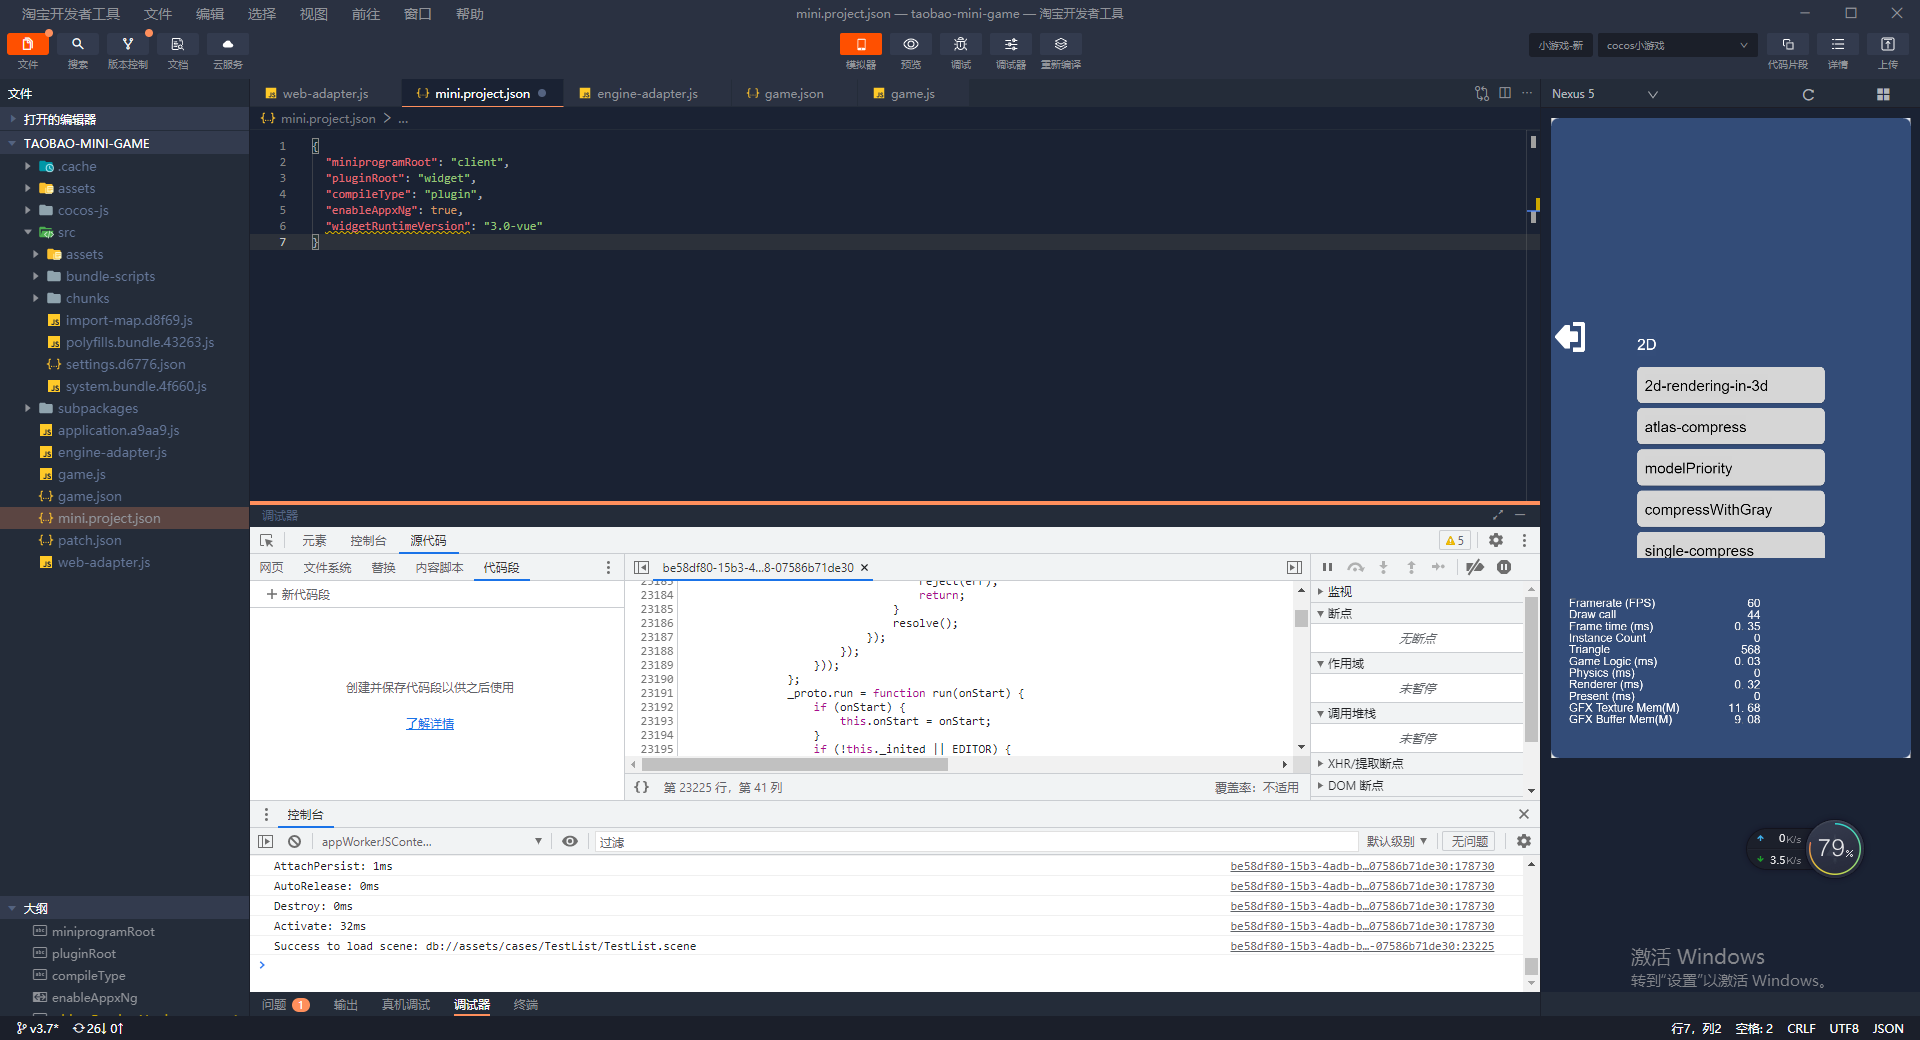 淘宝开发者工具 文件 编辑 选择 视图 前往 窗口 帮助
mini.project.json — taobao-mini-game — 淘宝开发者工具
文件 搜索 版本控制 文档 云服务
模拟器 预览 调试 调试器 重新编译
小游戏-新 cocos小游戏
代码片段 详情 上传
文件
打开的编辑器
TAOBAO-MINI-GAME
.cache
assets
cocos-js
src
assets
bundle-scripts
chunks
import-map.d8f69.js
polyfills.bundle.43263.js
settings.d6776.json
system.bundle.4f660.js
subpackages
application.a9aa9.js
engine-adapter.js
game.js
game.json
mini.project.json
patch.json
web-adapter.js
大纲
miniprogramRoot
pluginRoot
compileType
enableAppxNg
web-adapter.js mini.project.json engine-adapter.js game.json game.js
mini.project.json > ...
1 {
2 "miniprogramRoot": "client",
3 "pluginRoot": "widget",
4 "compileType": "plugin",
5 "enableAppxNg": true,
6 "widgetRuntimeVersion": "3.0-vue"
7 }
调试器
元素 控制台 源代码
5
网页 文件系统 替换 内容脚本 代码段
新代码段
创建并保存代码段以供之后使用
了解详情
be58df80-15b3-4...8-07586b71de30
23183 reject(err);
23184 return;
23185 }
23186 resolve();
23187 });
23188 });
23189 }));
23190 };
23191 _proto.run = function run(onStart) {
23192 if (onStart) {
23193 this.onStart = onStart;
23194 }
23195 if (!this._inited || EDITOR) {
{} 第 23225 行，第 41 列
覆盖率：不适用
监视
断点
无断点
作用域
未暂停
调用堆栈
未暂停
XHR/提取断点
DOM 断点
控制台
appWorkerJSConte...
过滤
默认级别
无问题
AttachPersist: 1ms be58df80-15b3-4adb-b…07586b71de30:178730
AutoRelease: 0ms be58df80-15b3-4adb-b…07586b71de30:178730
Destroy: 0ms be58df80-15b3-4adb-b…07586b71de30:178730
Activate: 32ms be58df80-15b3-4adb-b…07586b71de30:178730
Success to load scene: db://assets/cases/TestList/TestList.scene be58df80-15b3-4adb-b…-07586b71de30:23225
问题 1 输出 真机调试 调试器 终端
Nexus 5
2D
2d-rendering-in-3d
atlas-compress
modelPriority
compressWithGray
single-compress
Framerate (FPS) 60
Draw call 44
Frame time (ms) 0. 35
Instance Count 0
Triangle 568
Game Logic (ms) 0. 03
Physics (ms) 0
Renderer (ms) 0. 32
Present (ms) 0
GFX Texture Mem(M) 11. 68
GFX Buffer Mem(M) 9. 08
0K/s
3.5K/s
79%
激活 Windows
转到“设置”以激活 Windows。
v3.7* 26↓ 0↑
行7，列2 空格: 2 CRLF UTF8 JSON